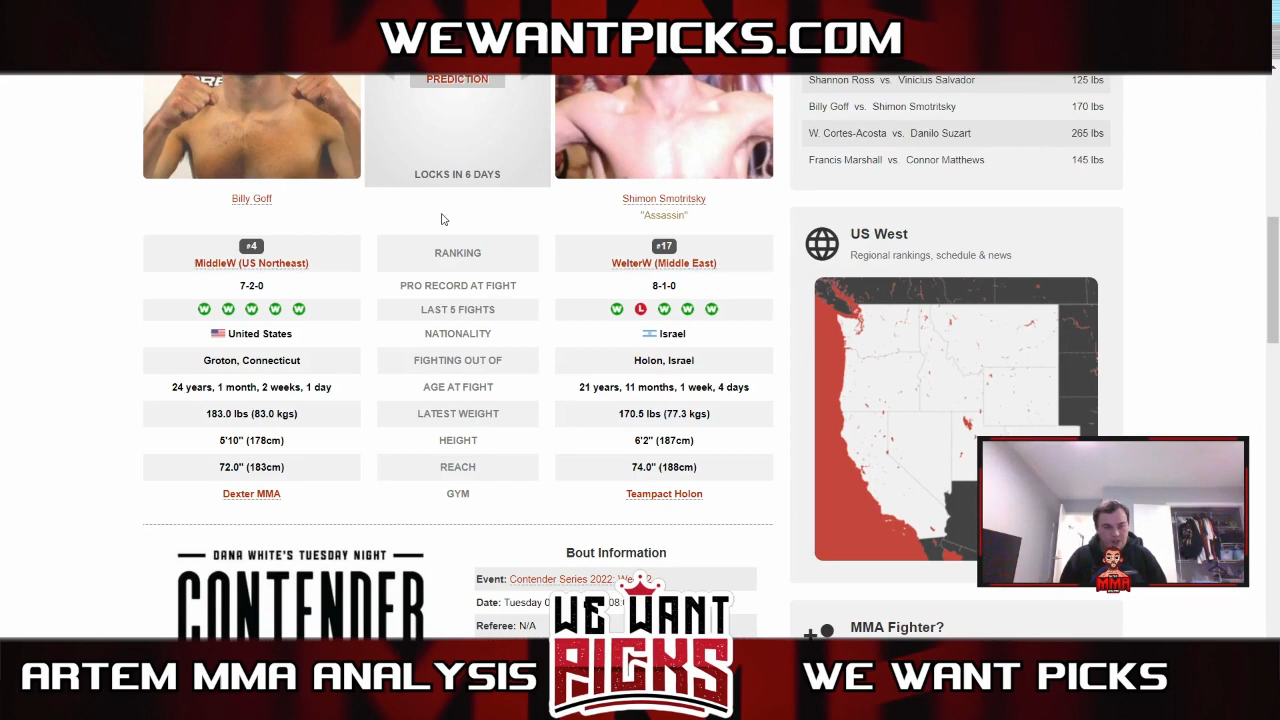 WEWANTPICKS.COM
PREDICTION
LOCKS IN 6 DAYS
Shannon Ross vs. Vinicius Salvador 125 lbs
Billy Goff vs. Shimon Smotritsky 170 lbs
W. Cortes-Acosta vs. Danilo Suzart 265 lbs
Francis Marshall vs. Connor Matthews 145 lbs
Billy Goff Shimon Smotritsky
"Assassin"
#4 RANKING #17
MiddleW (US Northeast) WelterW (Middle East)
7-2-0 PRO RECORD AT FIGHT 8-1-0
W W W W W LAST 5 FIGHTS W L W W W
United States NATIONALITY Israel
Groton, Connecticut FIGHTING OUT OF Holon, Israel
24 years, 1 month, 2 weeks, 1 day AGE AT FIGHT 21 years, 11 months, 1 week, 4 days
183.0 lbs (83.0 kgs) LATEST WEIGHT 170.5 lbs (77.3 kgs)
5'10" (178cm) HEIGHT 6'2" (187cm)
72.0" (183cm) REACH 74.0" (188cm)
Dexter MMA GYM Teampact Holon
US West
Regional rankings, schedule & news
DANA WHITE'S TUESDAY NIGHT
CONTENDER
Bout Information
Event: Contender Series 2022:
Date: Tuesday
Referee: N/A
MMA Fighter?
MMA
WE WANT
PICKS
ARTEM MMA ANALYSIS
WE WANT PICKS